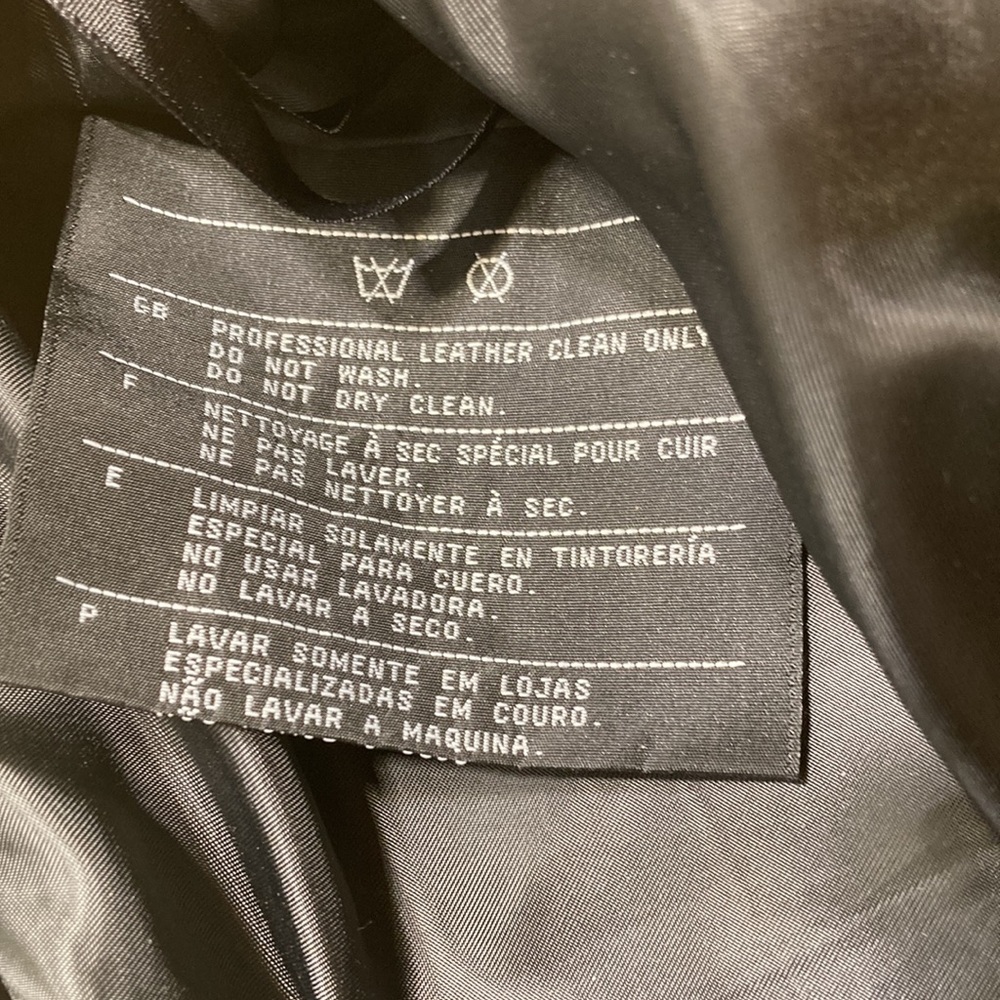 GB PROFESSIONAL LEATHER CLEAN ONLY
DO NOT WASH.
DO NOT DRY CLEAN.
F NETTOYAGE À SEC SPÉCIAL POUR CUIR
NE PAS LAVER.
NE PAS NETTOYER À SEC.
E LIMPIAR SOLAMENTE EN TINTORERÍA
ESPECIAL PARA CUERO.
NO USAR LAVADORA.
NO LAVAR A SECO.
P LAVAR SOMENTE EM LOJAS
ESPECIALIZADAS EM COURO.
NÃO LAVAR A MAQUINA.